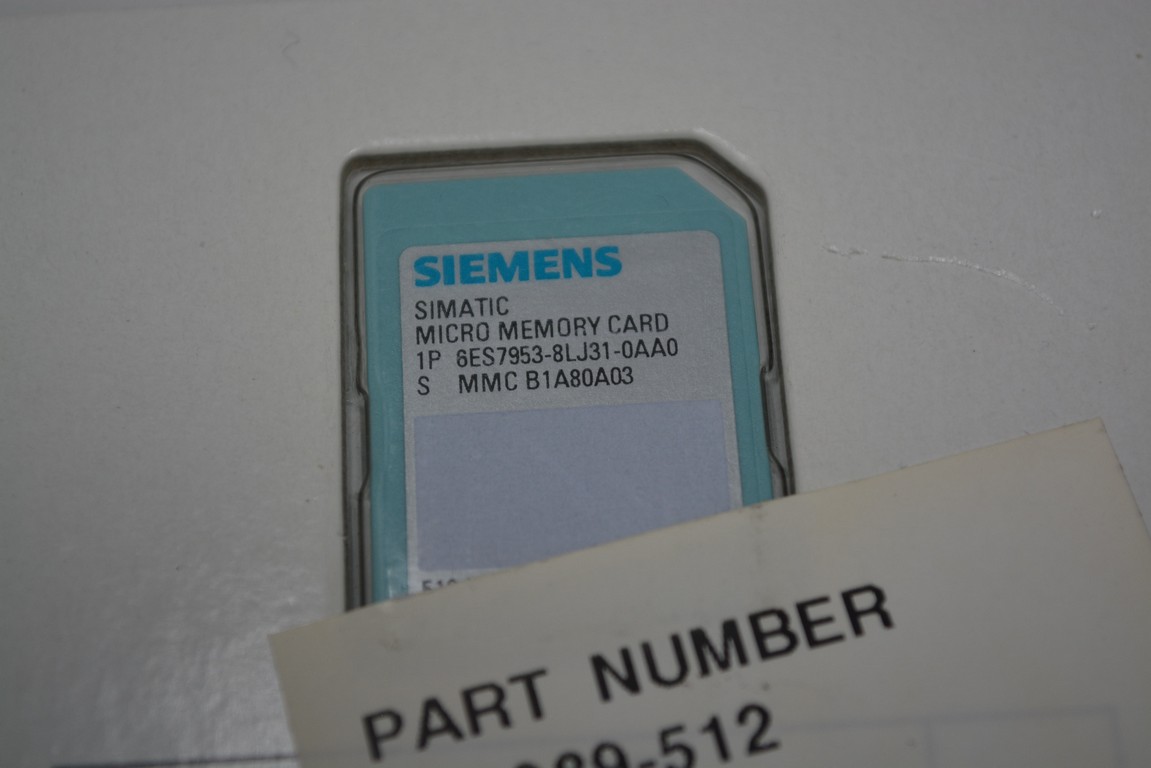 SIEMENS
SIMATIC
MICRO MEMORY CARD
1P 6ES7953-8LJ31-0AA0
S MMC B1A80A03
PART NUMBER